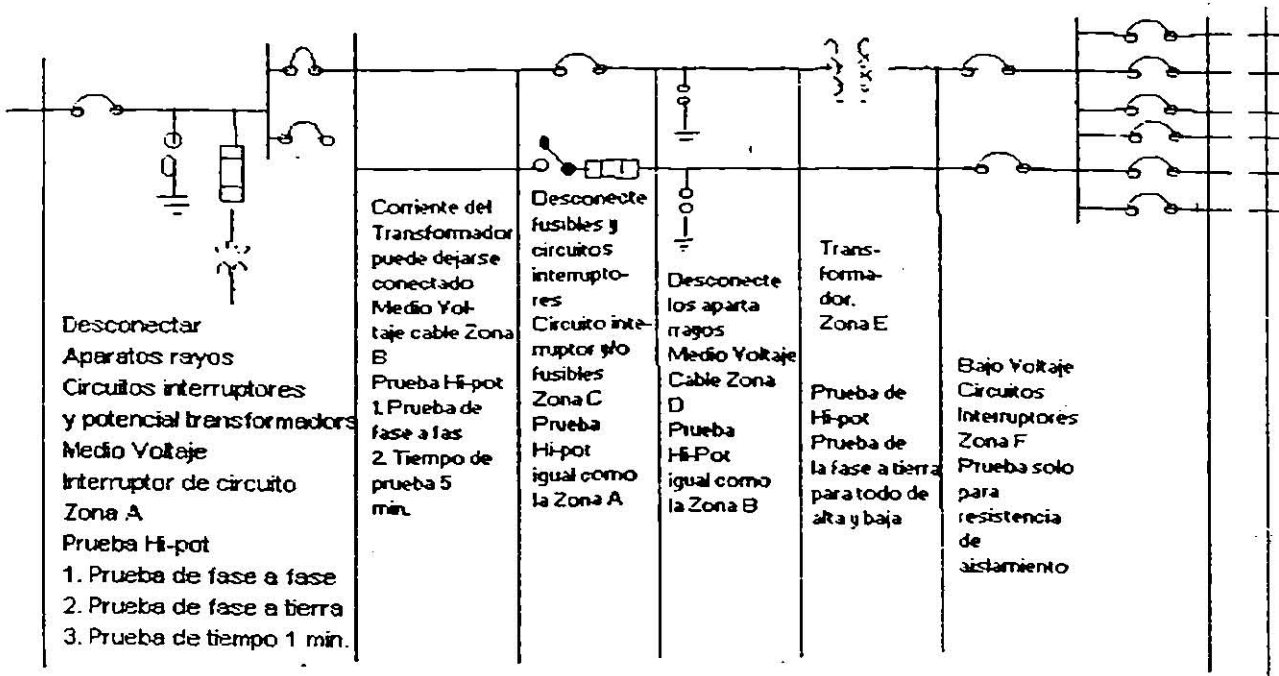 Desconectar
Aparatos rayos
Circuitos interruptores
y potencial transformadors
Medio Voltaje
Interruptor de circuito
Zona A
Prueba Hi-pot
1. Prueba de fase a fase
2. Prueba de fase a tierra
3. Prueba de tiempo 1 min.
Corriente del
Transformador
puede dejarse
conectado
Medio Vol-
taje cable Zona
B
Prueba Hi-pot
1. Prueba de
fase a fas
2. Tiempo de
prueba 5
min.
Desconecte
fusibles y
circuitos
interrupto-
res
Circuito inte-
rruptor y/o
fusibles
Zona C
Prueba
Hi-pot
igual como
la Zona A
Desconecte
los aparta
rrayos
Medio Voltaje
Cable Zona
D
Prueba
Hi-Pot
igual como
la Zona B
Trans-
forma-
dor.
Zona E
Prueba de
Hi-pot
Prueba de
la fase a tierra
para todo de
alta y baja
Bajo Voltaje
Circuitos
Interruptores
Zona F
Prueba solo
para
resistencia
de
aislamiento